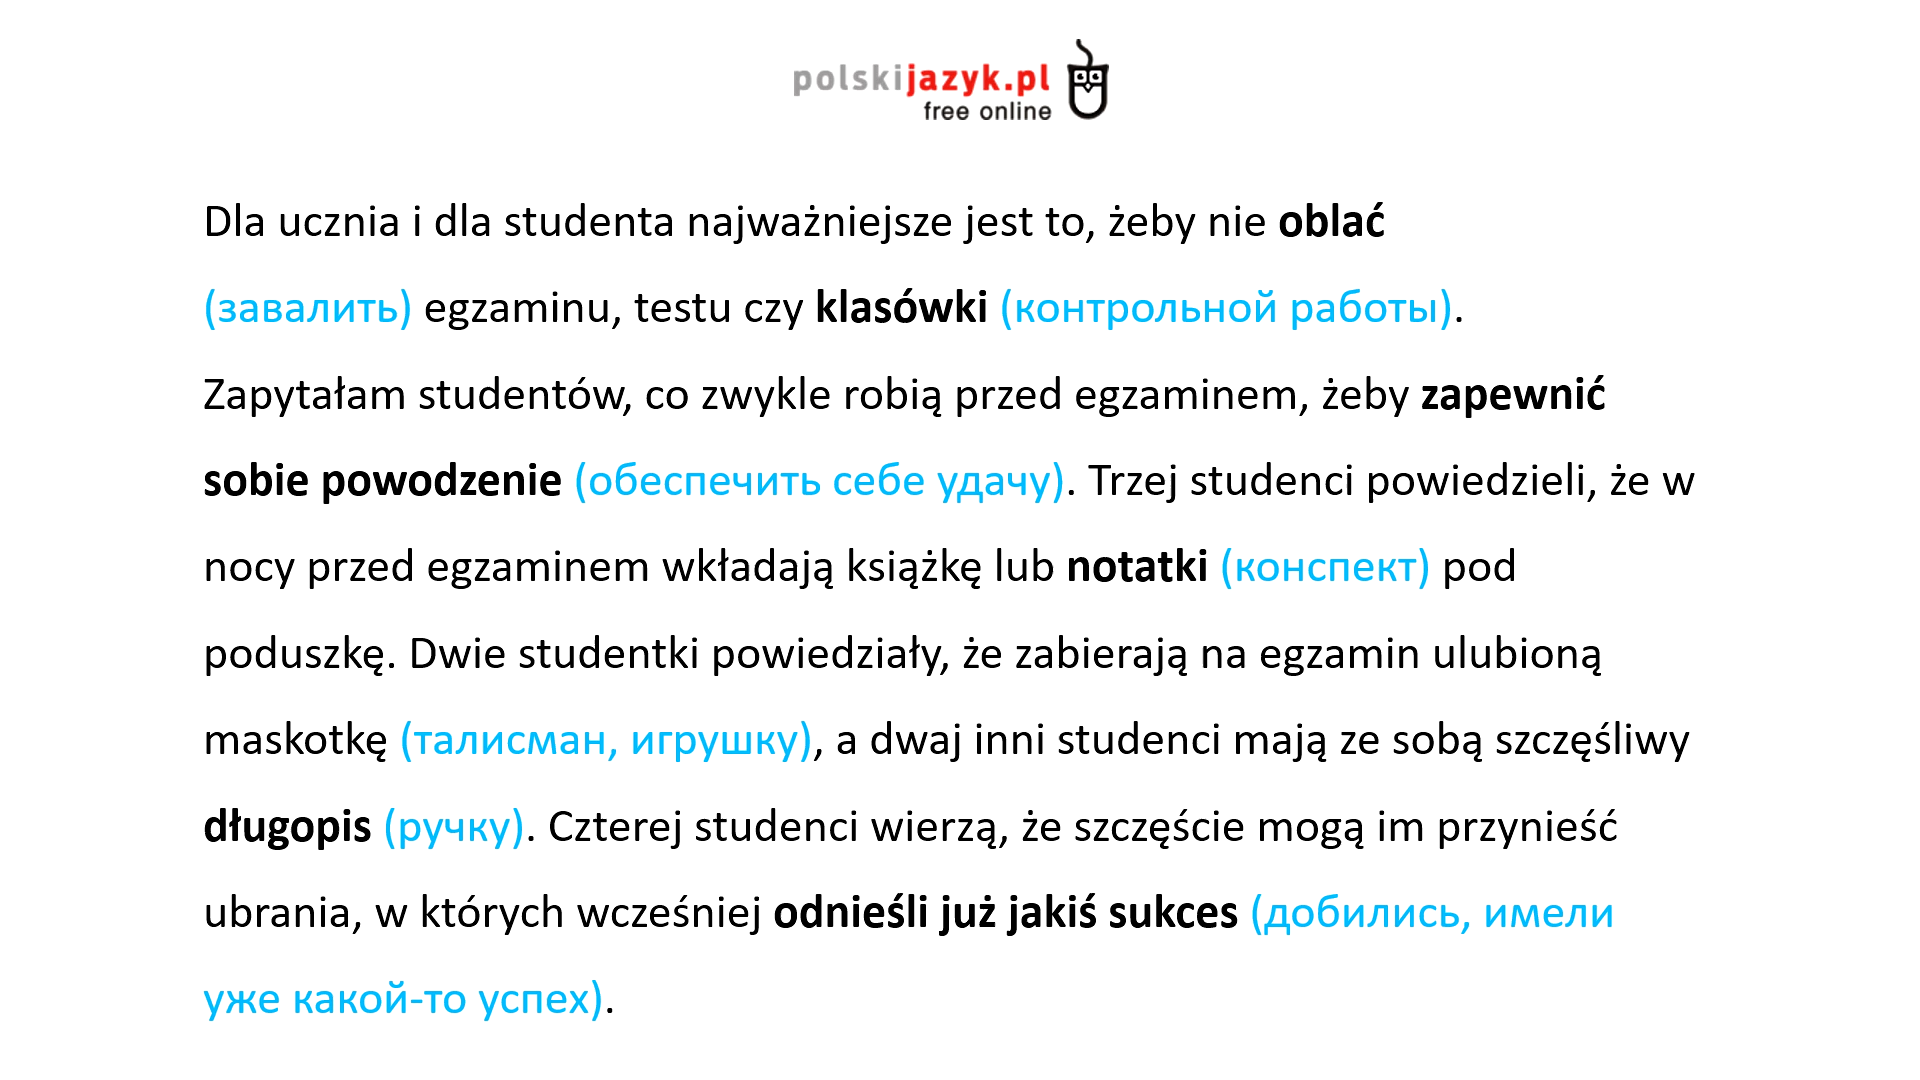 polskijazyk.pl
free online
Dla ucznia i dla studenta najważniejsze jest to, żeby nie oblać
(завалить) egzaminu, testu czy klasówki (контрольной работы).
Zapytałam studentów, co zwykle robią przed egzaminem, żeby zapewnić
sobie powodzenie (обеспечить себе удачу). Trzej studenci powiedzieli, że w
nocy przed egzaminem wkładają książkę lub notatki (конспект) pod
poduszkę. Dwie studentki powiedziały, że zabierają na egzamin ulubioną
maskotkę (талисман, игрушку), a dwaj inni studenci mają ze sobą szczęśliwy
długopis (ручку). Czterej studenci wierzą, że szczęście mogą im przynieść
ubrania, w których wcześniej odnieśli już jakiś sukces (добились, имели
уже какой-то успех).